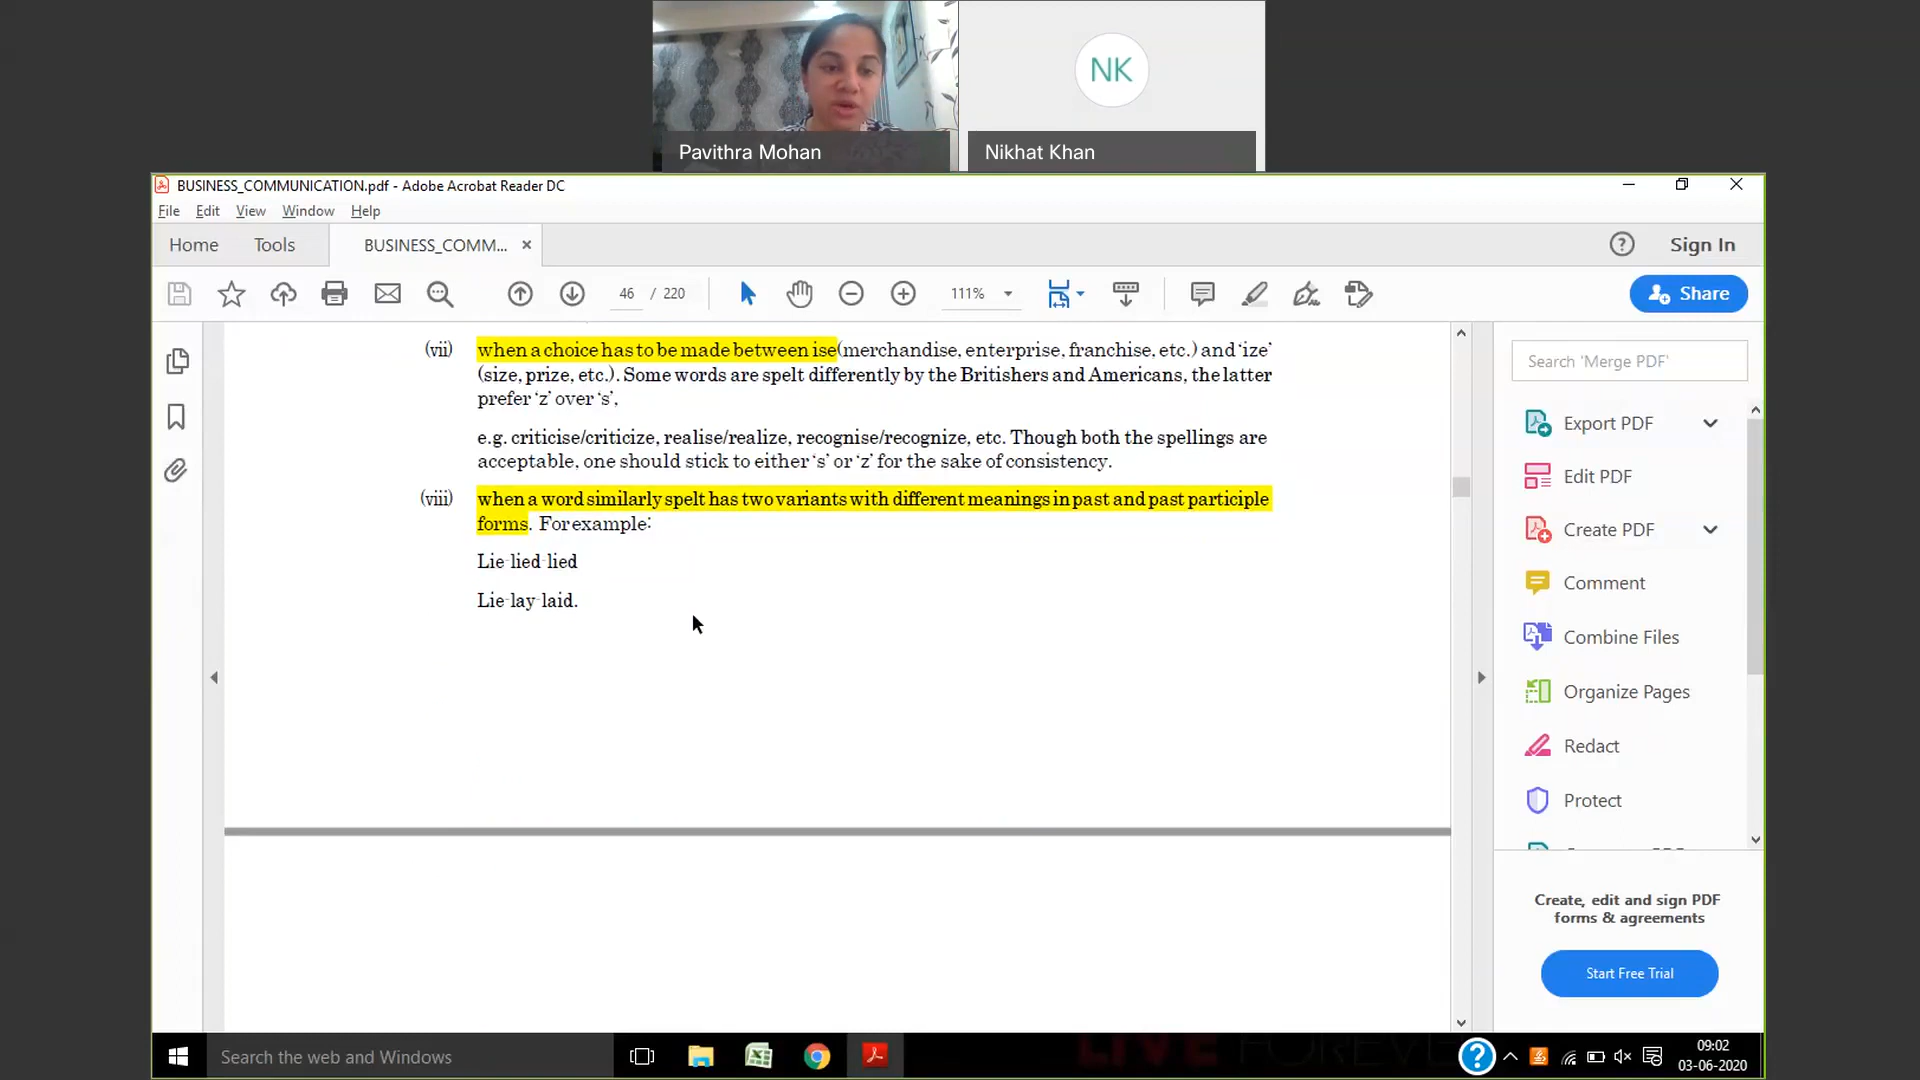 NK
Pavithra Mohan
Nikhat Khan
BUSINESS_COMMUNICATION.pdf - Adobe Acrobat Reader DC
File Edit View Window Help
Home Tools BUSINESS_COMM... Sign In
46 / 220 111% Share
(vii) when a choice has to be made between ise(merchandise, enterprise, franchise, etc.) and ‘ize’
(size, prize, etc.). Some words are spelt differently by the Britishers and Americans, the latter
prefer ‘z’ over ‘s’,
e.g. criticise/criticize, realise/realize, recognise/recognize, etc. Though both the spellings are
acceptable, one should stick to either ‘s’ or ‘z’ for the sake of consistency.
(viii) when a word similarly spelt has two variants with different meanings in past and past participle
forms. For example:
Lie-lied-lied
Lie-lay-laid.
Search 'Merge PDF'
Export PDF
Edit PDF
Create PDF
Comment
Combine Files
Organize Pages
Redact
Protect
Create, edit and sign PDF
forms & agreements
Start Free Trial
Search the web and Windows
LIVE FOREVE
09:02
03-06-2020